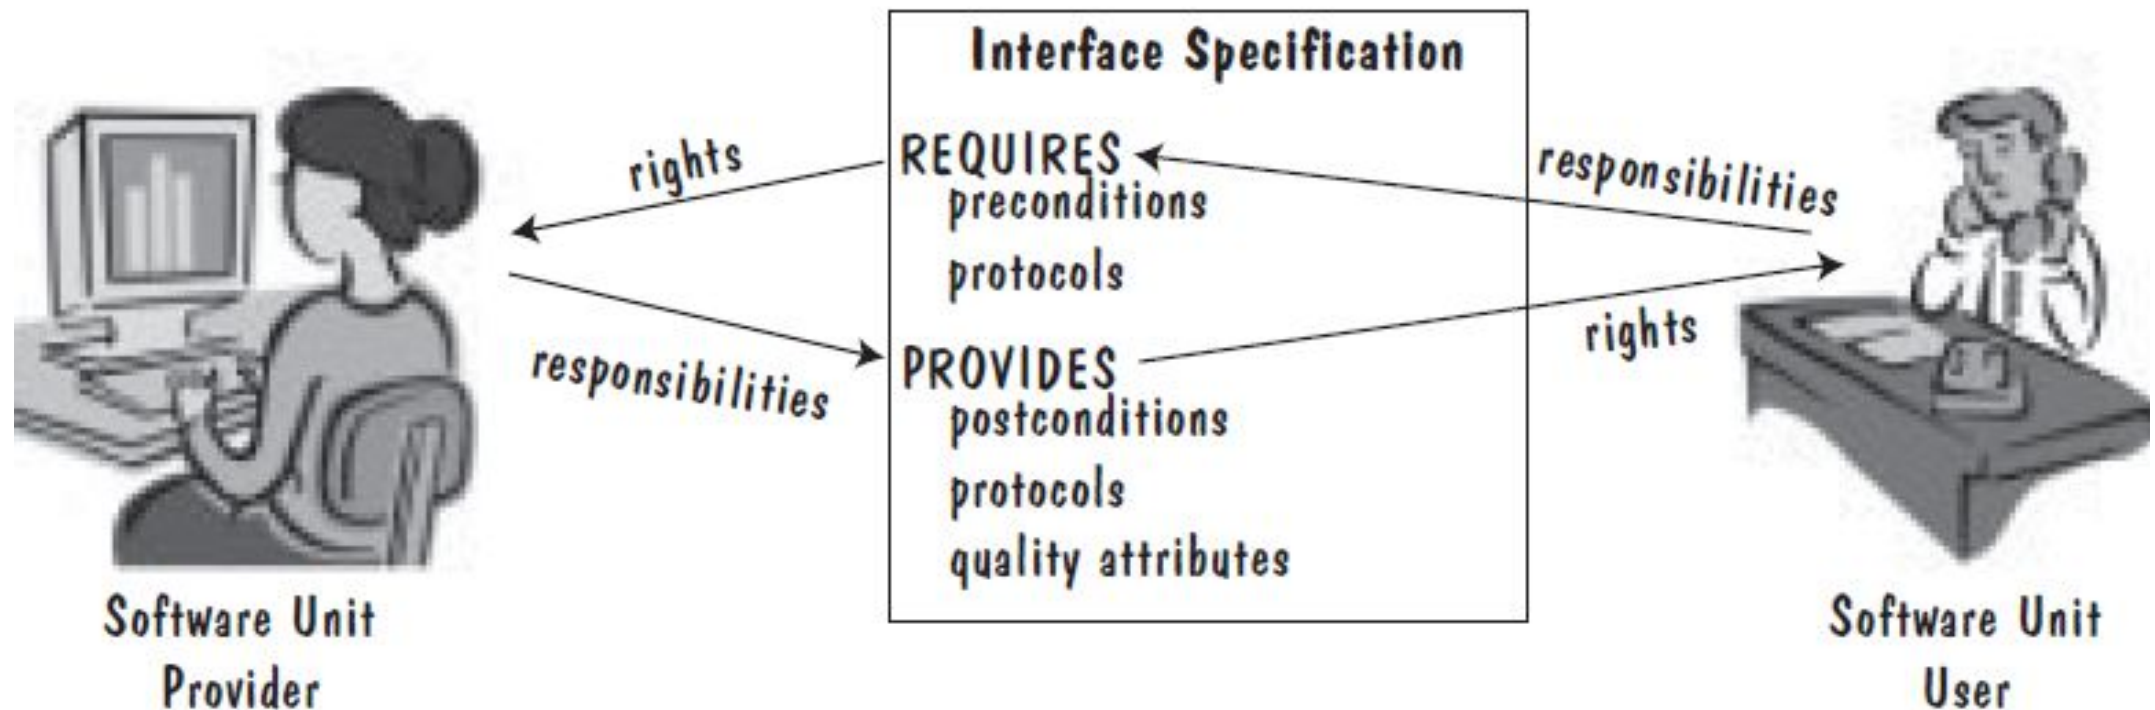 Interface Specification
rights
REQUIRES
responsibilities
preconditions
protocols
responsibilities
PROVIDES
rights
postconditions
protocols
quality attributes
Software Unit
Provider
Software Unit
User